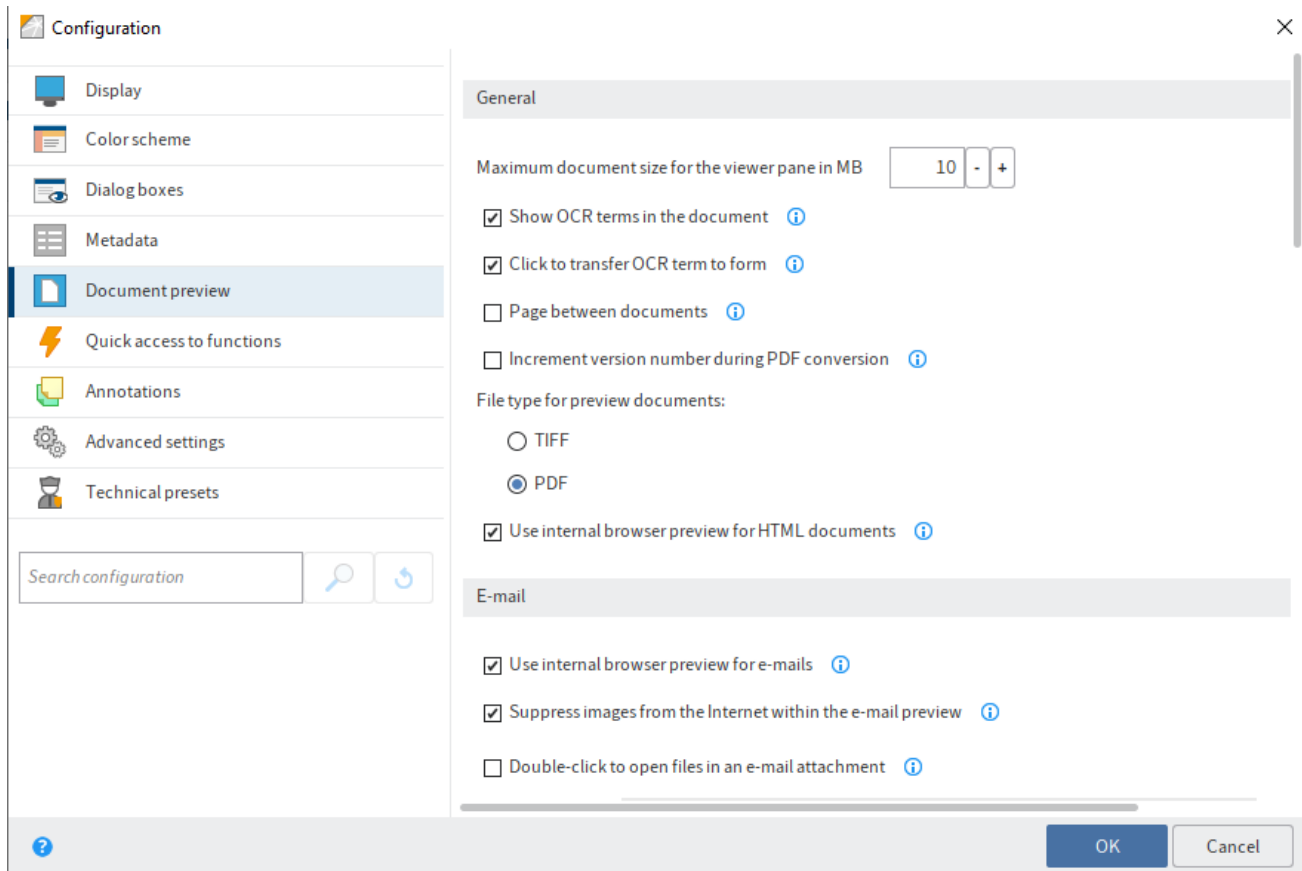 Configuration
Display
Color scheme
Dialog boxes
Metadata
Document preview
Quick access to functions
Annotations
Advanced settings
Technical presets
Search configuration
General
Maximum document size for the viewer pane in MB 10 - +
Show OCR terms in the document
Click to transfer OCR term to form
Page between documents
Increment version number during PDF conversion
File type for preview documents:
TIFF
PDF
Use internal browser preview for HTML documents
E-mail
Use internal browser preview for e-mails
Suppress images from the Internet within the e-mail preview
Double-click to open files in an e-mail attachment
OK Cancel